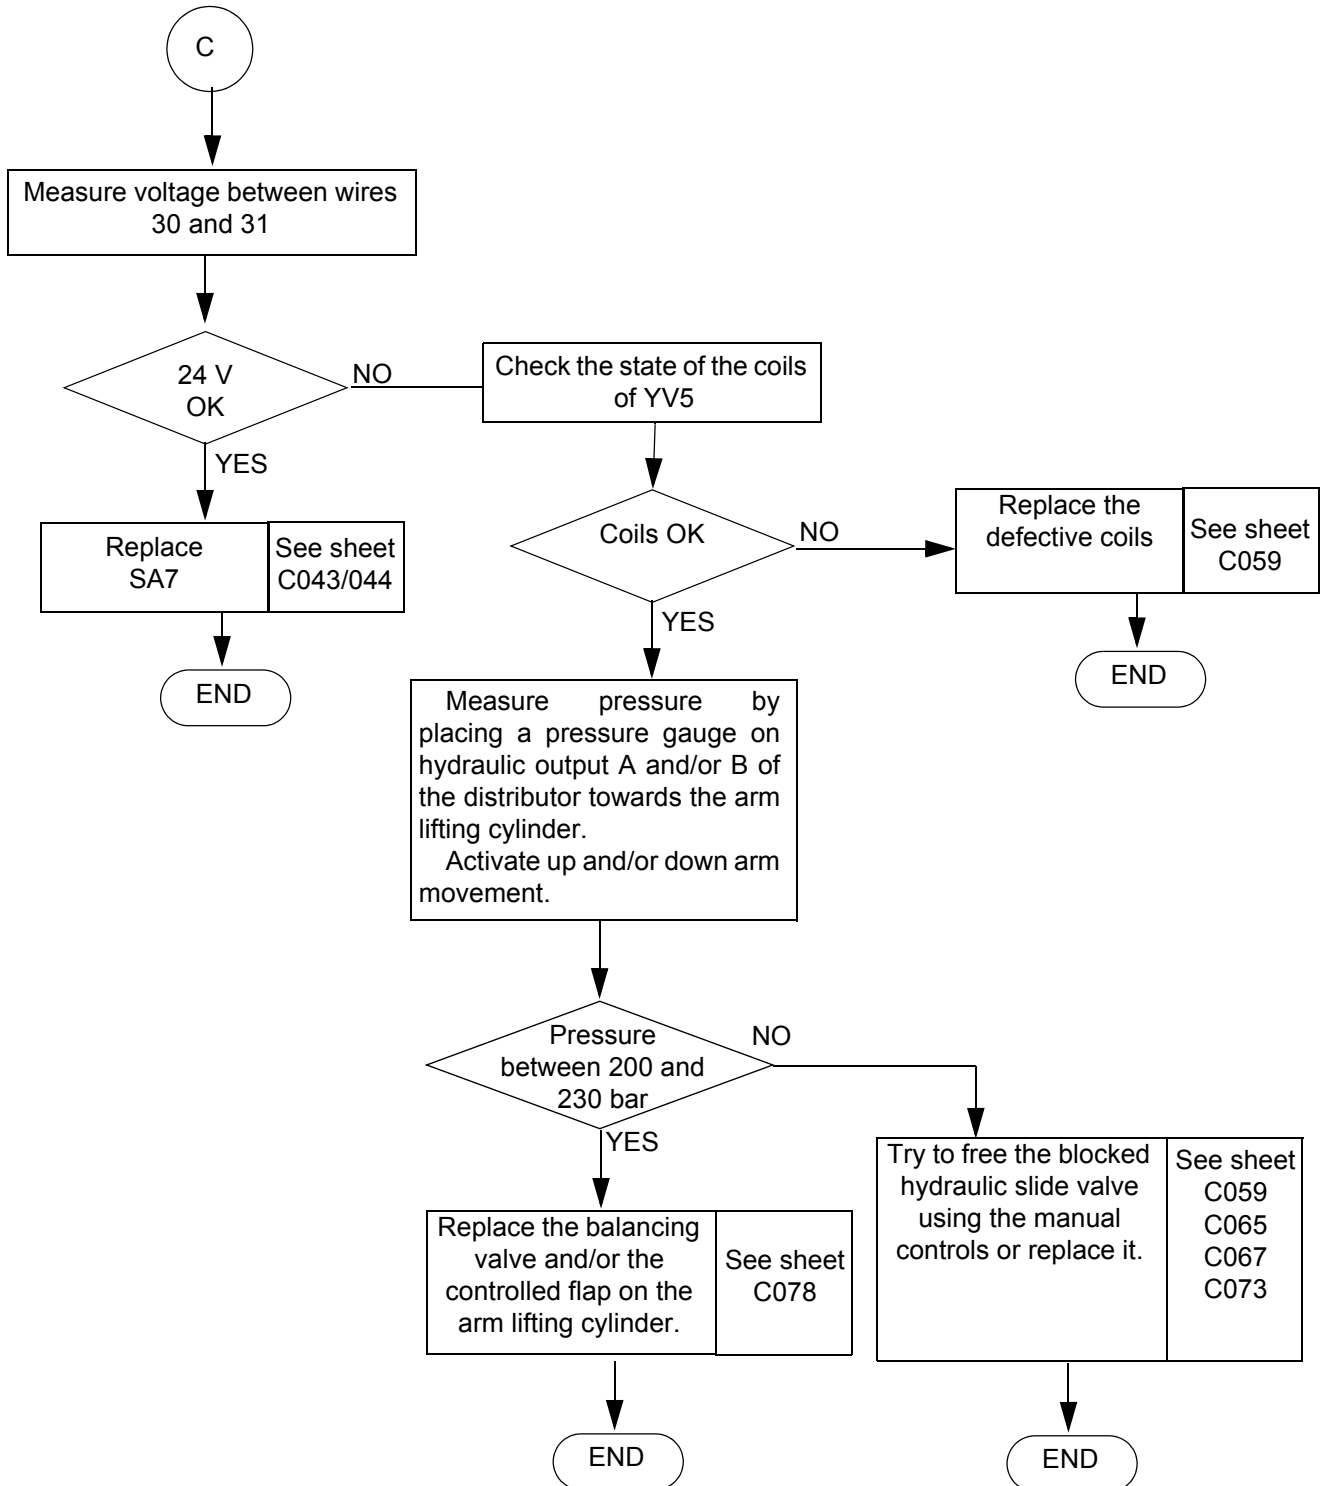 C
Measure voltage between wires
30 and 31
24 V
OK
NO
Check the state of the coils
of YV5
YES
Replace
SA7
See sheet
C043/044
END
Coils OK
NO
Replace the
defective coils
See sheet
C059
END
YES
Measure pressure by
placing a pressure gauge on
hydraulic output A and/or B of
the distributor towards the arm
lifting cylinder.
Activate up and/or down arm
movement.
Pressure
between 200 and
230 bar
NO
YES
Replace the balancing
valve and/or the
controlled flap on the
arm lifting cylinder.
See sheet
C078
END
Try to free the blocked
hydraulic slide valve
using the manual
controls or replace it.
See sheet
C059
C065
C067
C073
END